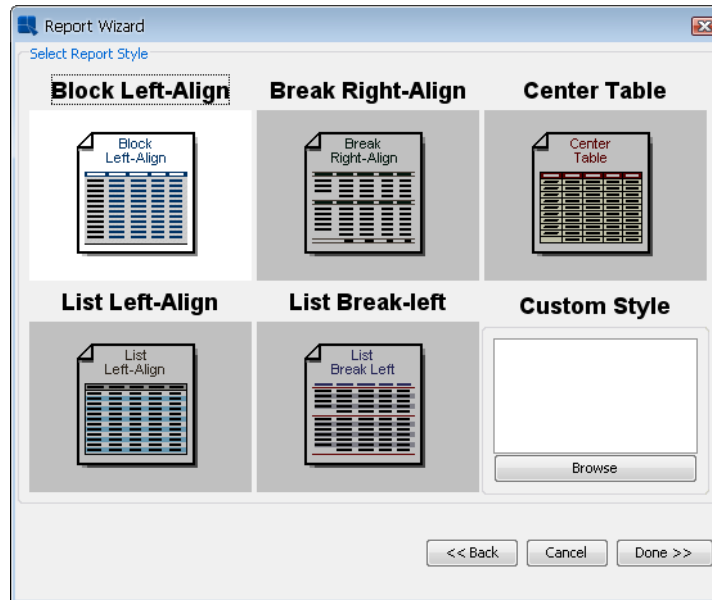 Report Wizard
Select Report Style
Block Left-Align
Break Right-Align
Center Table
Block
Left-Align
Break
Right-Align
Center
Table
List Left-Align
List Break-left
Custom Style
List
Left-Align
List
Break Left
Browse
<< Back
Cancel
Done >>